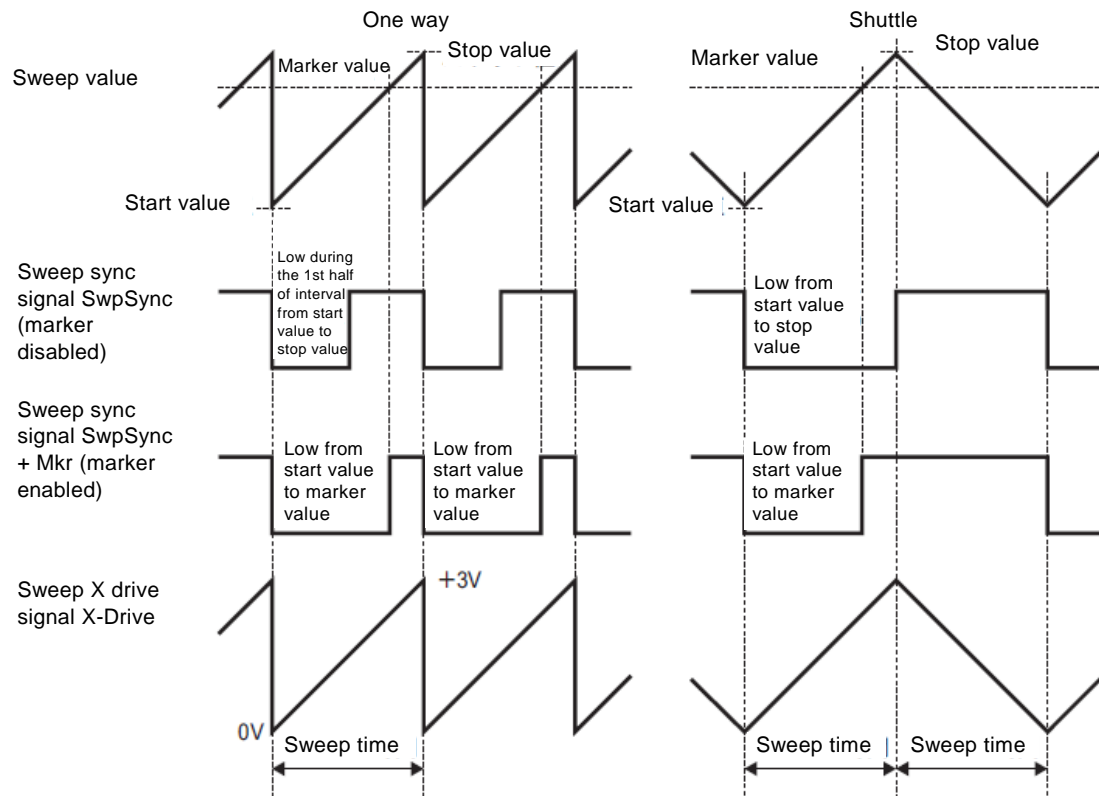 One way
Shuttle
Sweep value
Marker value
Stop value
Marker value
Stop value
Start value
Start value
Sweep sync
signal SwpSync
(marker
disabled)
Low during
the 1st half
of interval
from start
value to
stop value
Low from
start value
to stop
value
Sweep sync
signal SwpSync
+ Mkr (marker
enabled)
Low from
start value
to marker
value
Low from
start value
to marker
value
Low from
start value
to marker
value
Sweep X drive
signal X-Drive
+3V
0V
Sweep time
Sweep time
Sweep time